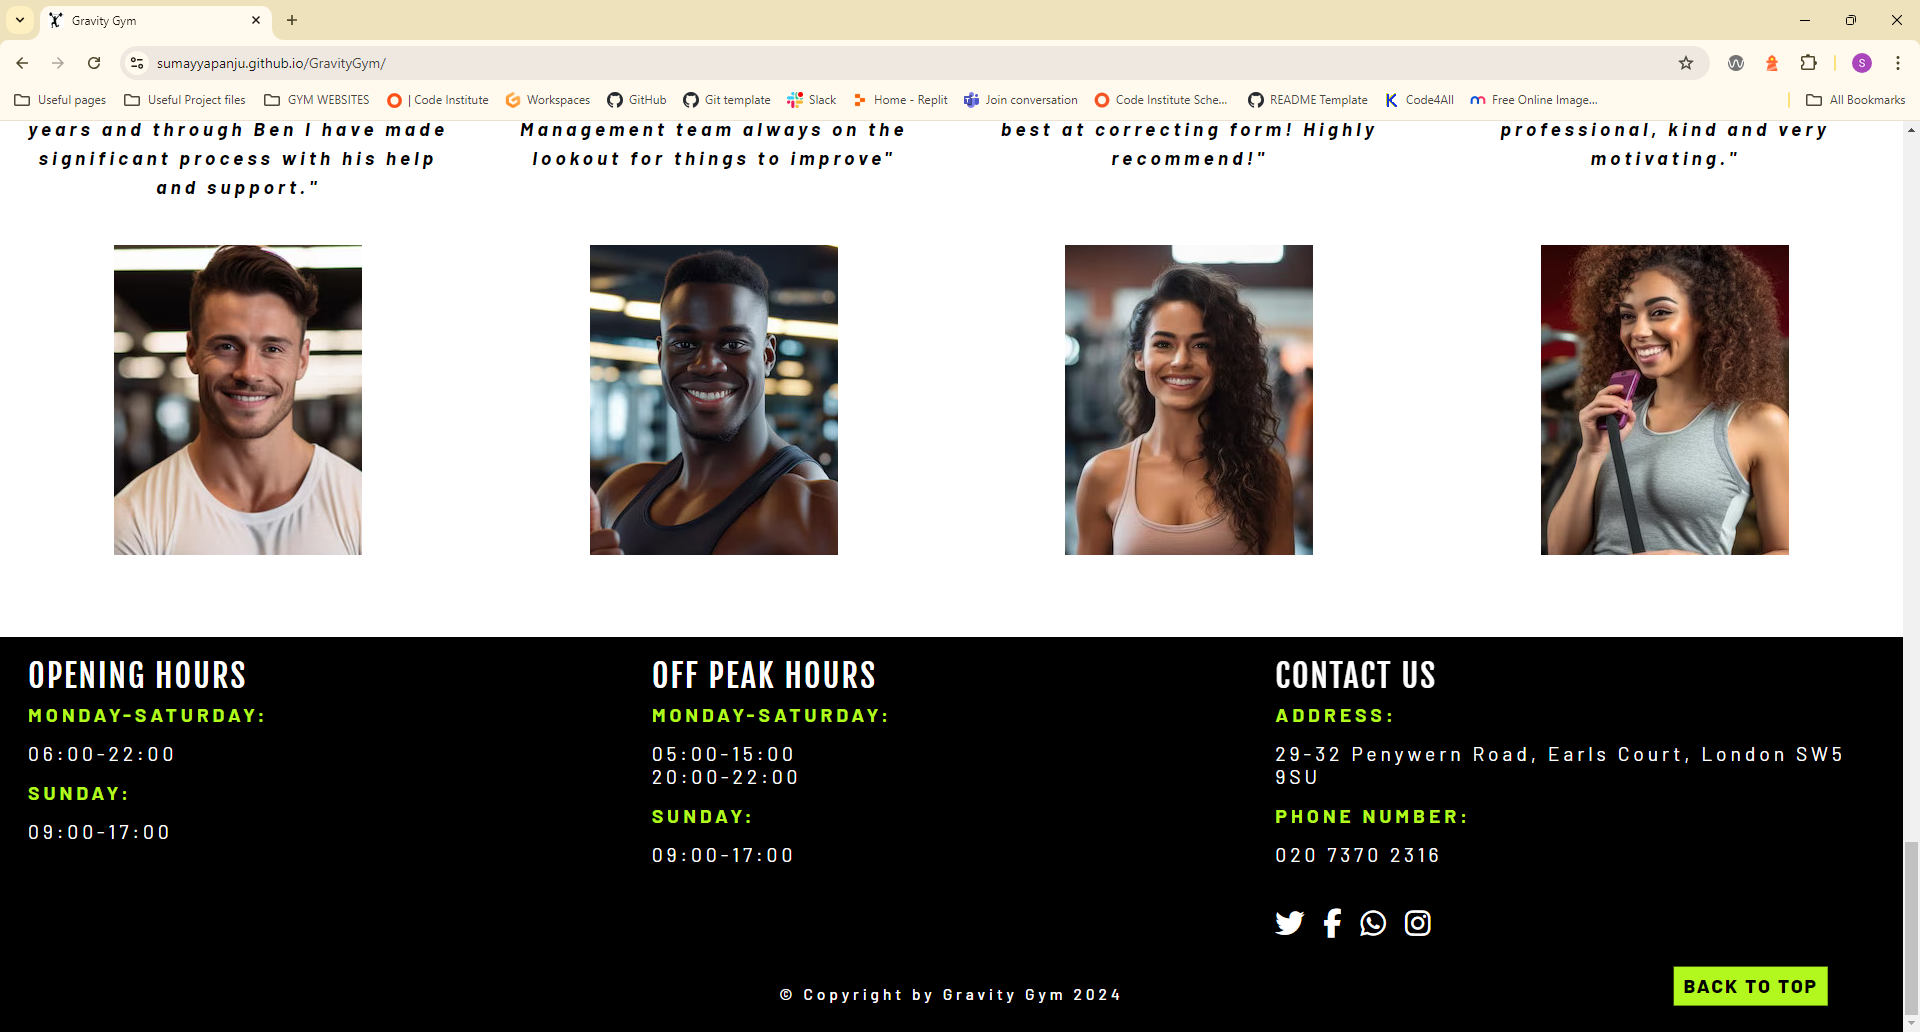 Gravity Gym
sumayyapanju.github.io/GravityGym/
Useful pages
Useful Project files
GYM WEBSITES
| Code Institute
Workspaces
GitHub
Git template
Slack
Home - Replit
Join conversation
Code Institute Sche...
README Template
Code4All
Free Online Image...
All Bookmarks
S
years and through Ben I have made
significant process with his help
and support."
Management team always on the
lookout for things to improve"
best at correcting form! Highly
recommend!"
professional, kind and very
motivating."
OPENING HOURS
MONDAY-SATURDAY:
06:00-22:00
SUNDAY:
09:00-17:00
OFF PEAK HOURS
MONDAY-SATURDAY:
05:00-15:00
20:00-22:00
SUNDAY:
09:00-17:00
CONTACT US
ADDRESS:
29-32 Penywern Road, Earls Court, London SW5
9SU
PHONE NUMBER:
020 7370 2316
© Copyright by Gravity Gym 2024
BACK TO TOP